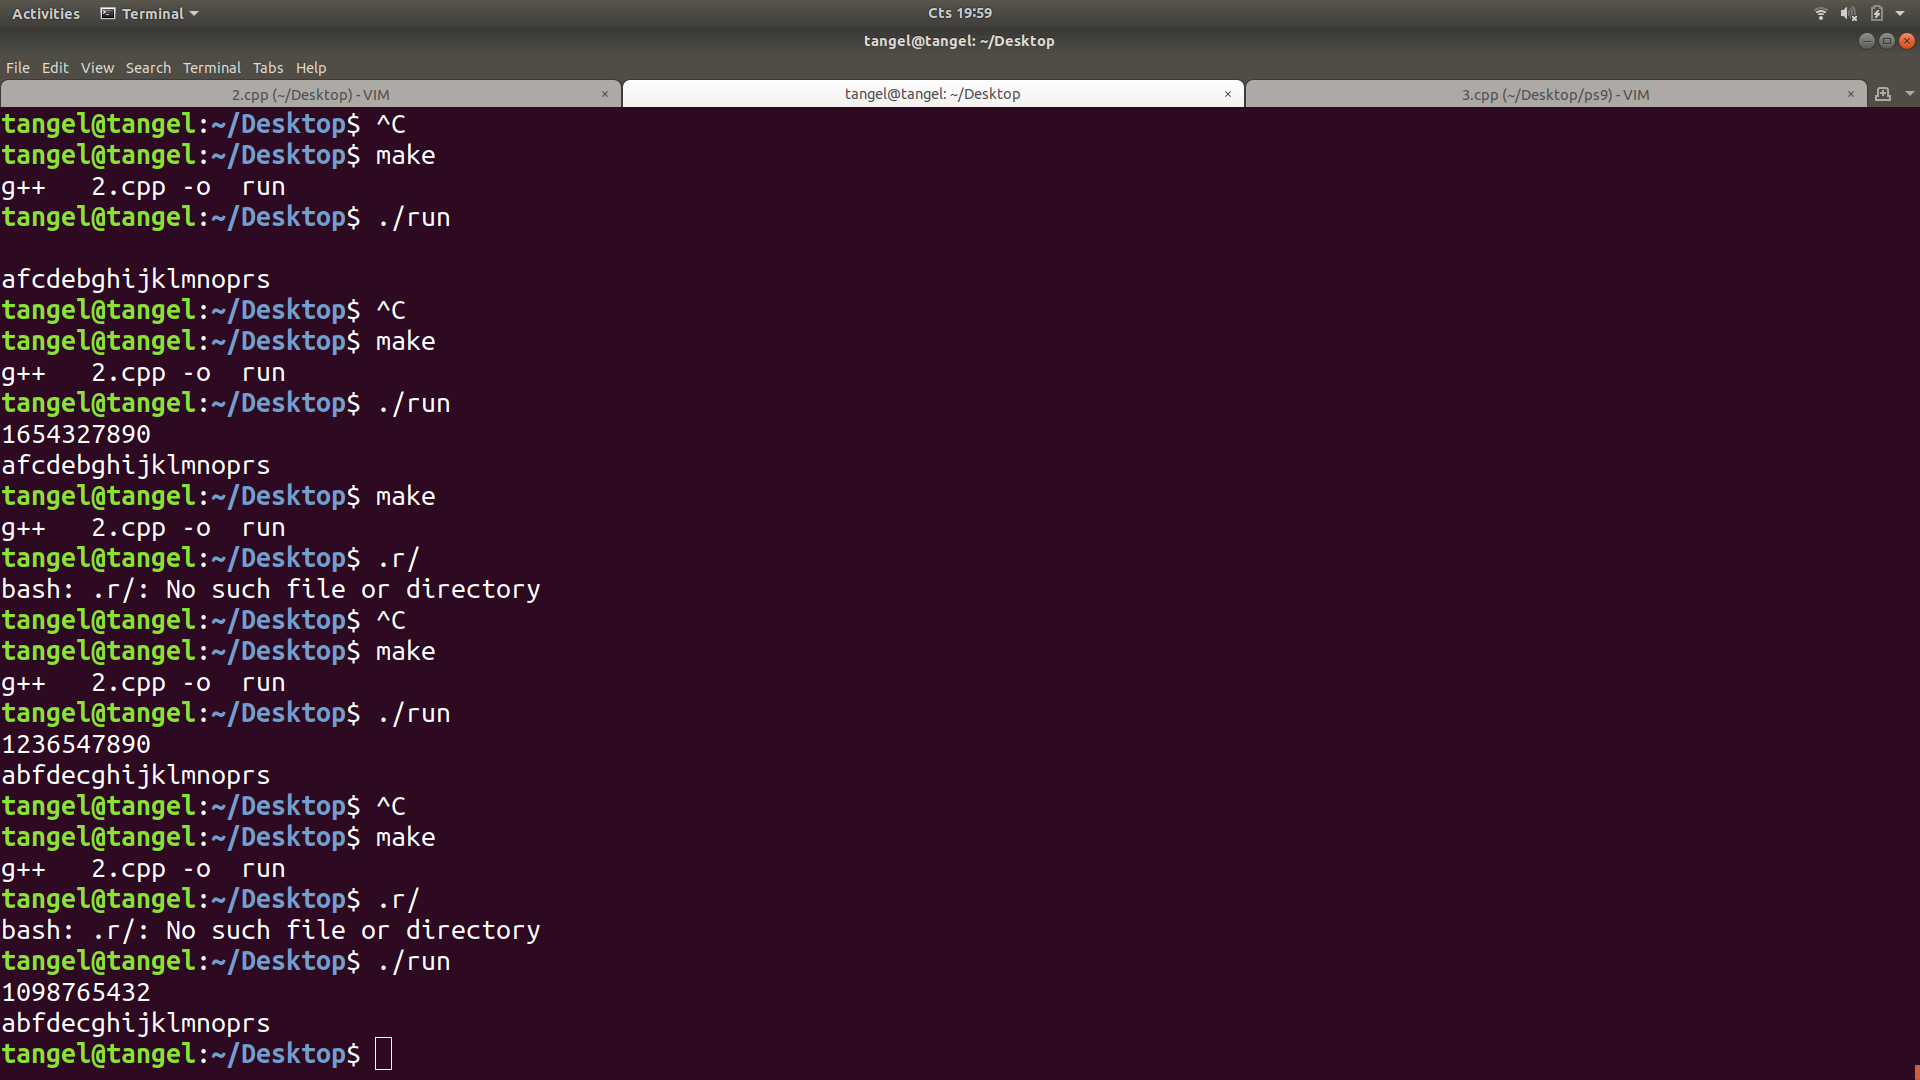 Activities Terminal Cts 19:59
tangel@tangel: ~/Desktop
File Edit View Search Terminal Tabs Help
2.cpp (~/Desktop) - VIM × tangel@tangel: ~/Desktop × 3.cpp (~/Desktop/ps9) - VIM ×
tangel@tangel:~/Desktop$ ^C
tangel@tangel:~/Desktop$ make
g++   2.cpp -o  run
tangel@tangel:~/Desktop$ ./run
afcdebghijklmnoprs
tangel@tangel:~/Desktop$ ^C
tangel@tangel:~/Desktop$ make
g++   2.cpp -o  run
tangel@tangel:~/Desktop$ ./run
1654327890
afcdebghijklmnoprs
tangel@tangel:~/Desktop$ make
g++   2.cpp -o  run
tangel@tangel:~/Desktop$ .r/
bash: .r/: No such file or directory
tangel@tangel:~/Desktop$ ^C
tangel@tangel:~/Desktop$ make
g++   2.cpp -o  run
tangel@tangel:~/Desktop$ ./run
1236547890
abfdecghijklmnoprs
tangel@tangel:~/Desktop$ ^C
tangel@tangel:~/Desktop$ make
g++   2.cpp -o  run
tangel@tangel:~/Desktop$ .r/
bash: .r/: No such file or directory
tangel@tangel:~/Desktop$ ./run
1098765432
abfdecghijklmnoprs
tangel@tangel:~/Desktop$